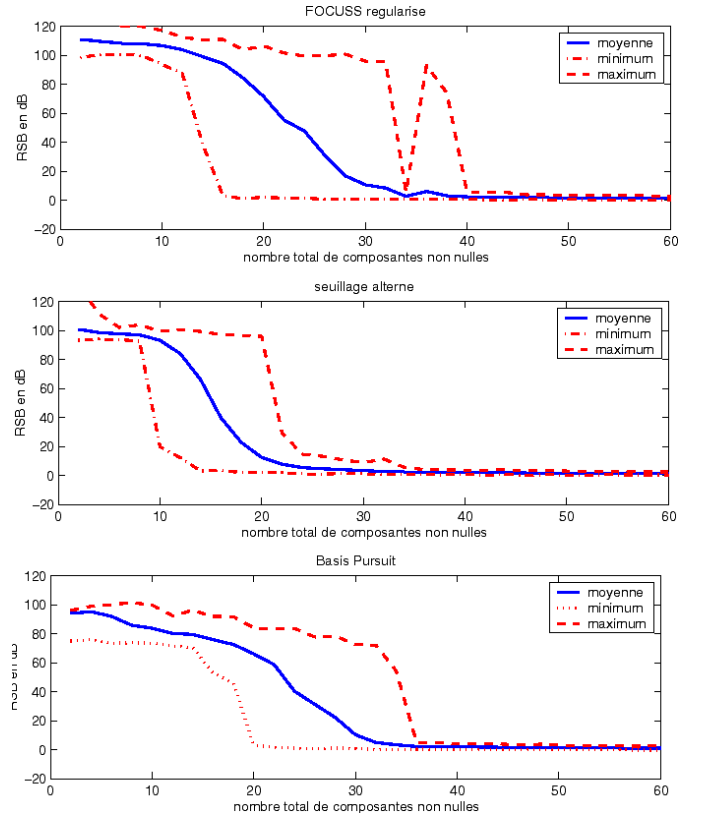 FOCUSS regularise
120
100
80
60
40
20
0
−20
RSB en dB
moyenne
minimum
maximum
0 10 20 30 40 50 60
nombre total de composantes non nulles
seuillage alterne
120
100
80
60
40
20
0
−20
RSB en dB
moyenne
minimum
maximum
0 10 20 30 40 50 60
nombre total de composantes non nulles
Basis Pursuit
120
100
80
60
40
20
0
−20
RSB en dB
moyenne
minimum
maximum
0 10 20 30 40 50 60
nombre total de composantes non nulles